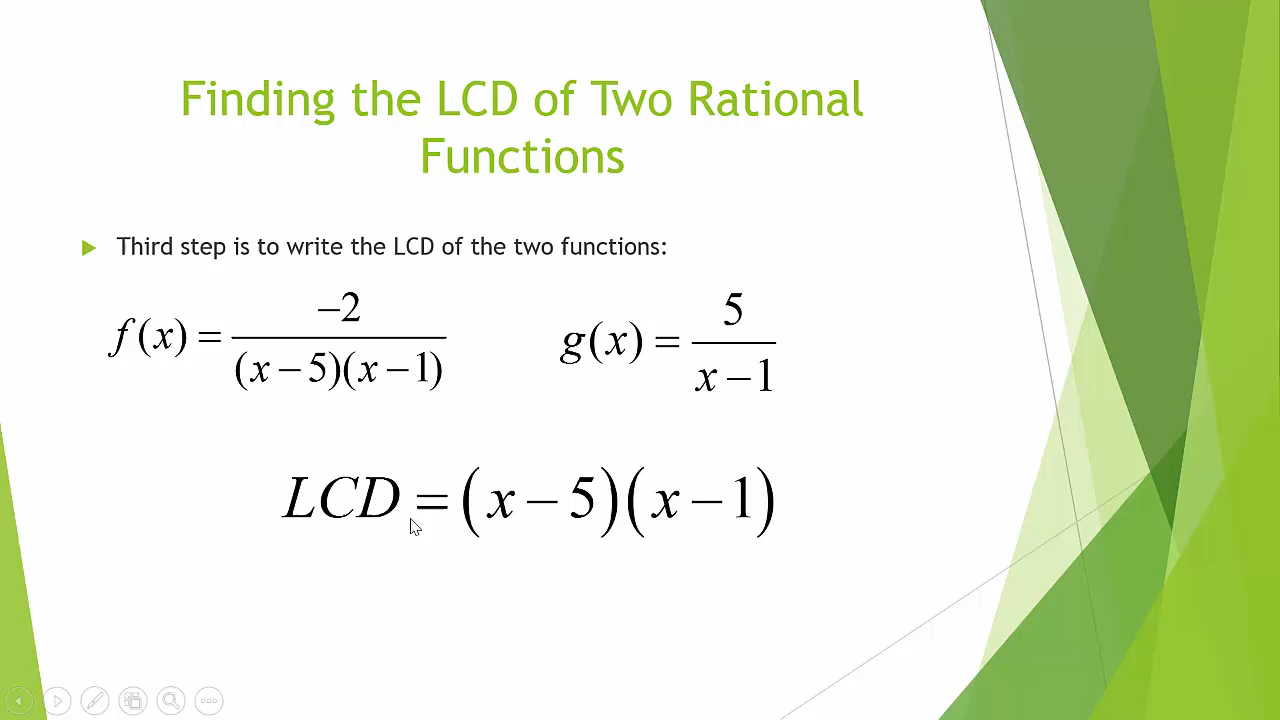 Finding the LCD of Two Rational
Functions
Third step is to write the LCD of the two functions:
f(x) = −2 / (x − 5)(x − 1)
g(x) = 5 / x − 1
LCD = (x − 5)(x − 1)